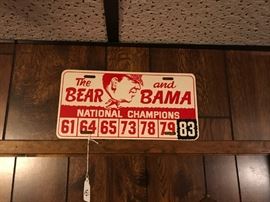 The and
BEAR BAMA
NATIONAL CHAMPIONS
61 64 65 73 78 79 83